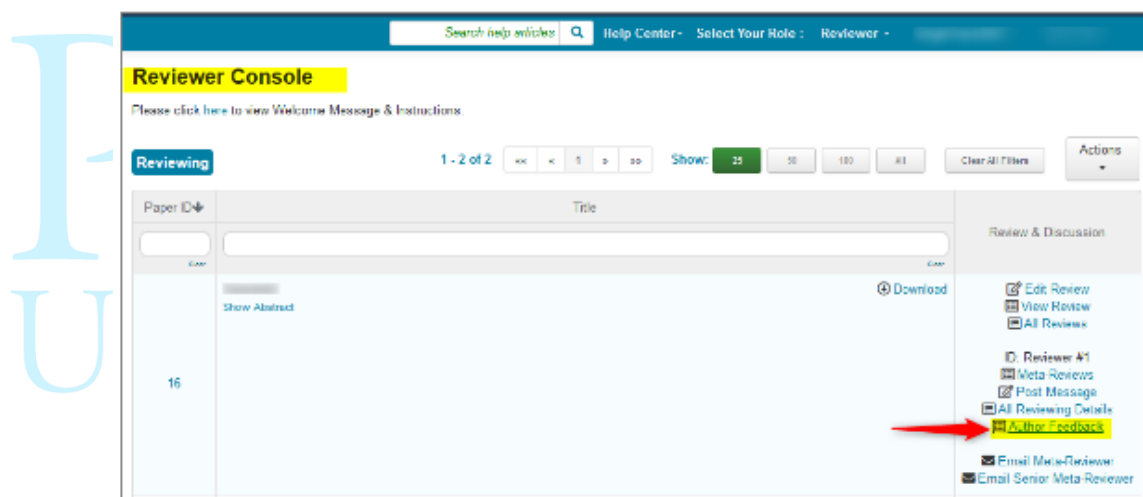 Search help articles Help Center - Select Your Role : Reviewer -
Reviewer Console
Please click here to view Welcome Message & Instructions.
Reviewing 1 - 2 of 2 «« « 1 » »» Show: 25 50 100 All Clear All Filters Actions
Paper ID Title Review & Discussion
Clear Clear
Download
Show Abstract
Edit Review
View Review
All Reviews
16
ID: Reviewer #1
Meta-Reviews
Post Message
All Reviewing Details
Author Feedback
Email Meta-Reviewer
Email Senior Meta-Reviewer
U